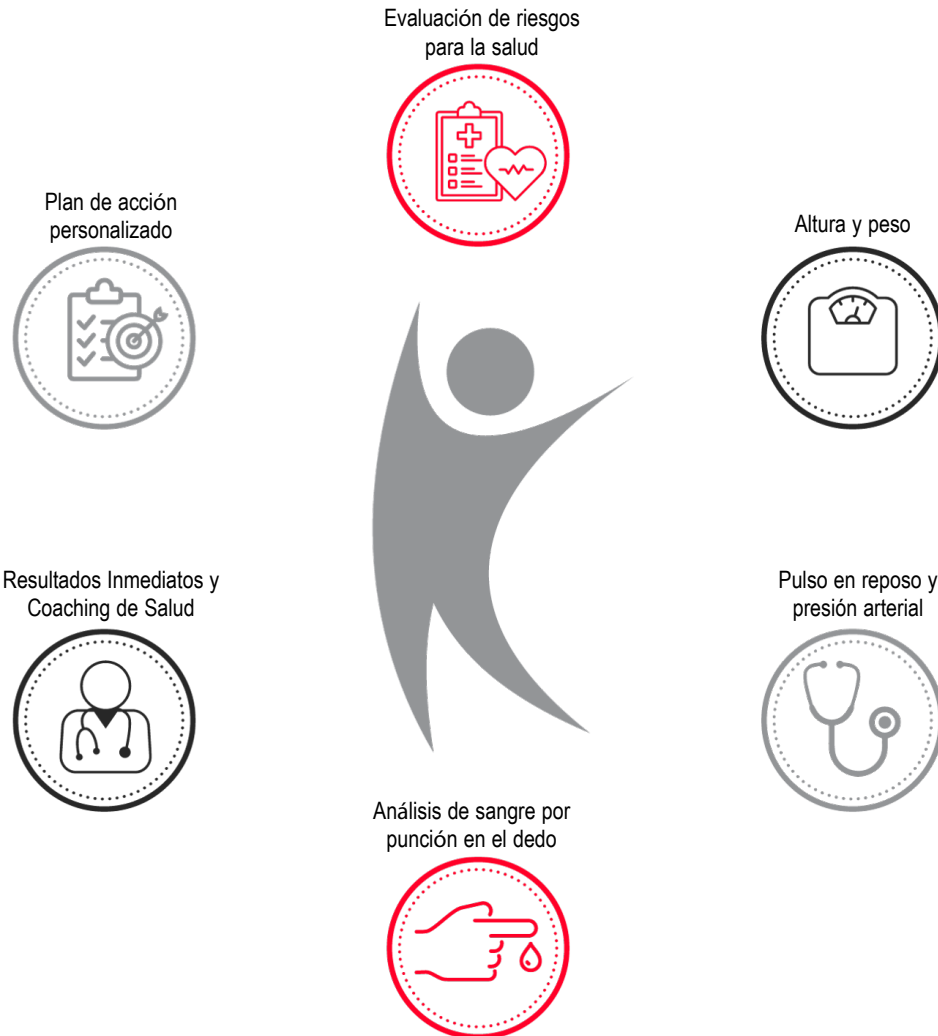 Evaluación de riesgos
para la salud
Plan de acción
personalizado
Altura y peso
Resultados Inmediatos y
Coaching de Salud
Pulso en reposo y
presión arterial
Análisis de sangre por
punción en el dedo